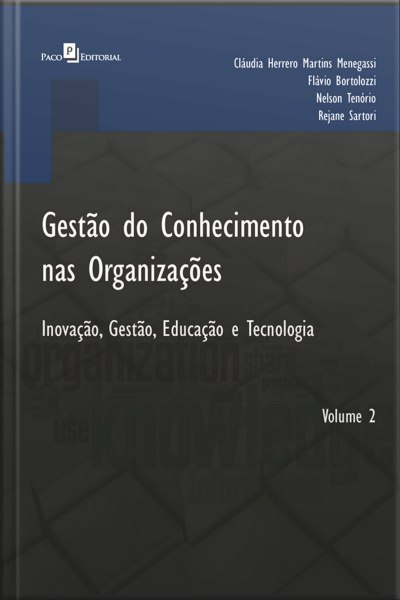 PACO EDITORIAL
Cláudia Herrero Martins Menegassi
Flávio Bortolozzi
Nelson Tenório
Rejane Sartori
Gestão do Conhecimento
nas Organizações
Inovação, Gestão, Educação e Tecnologia
organization
share
use
knowledge
Volume 2